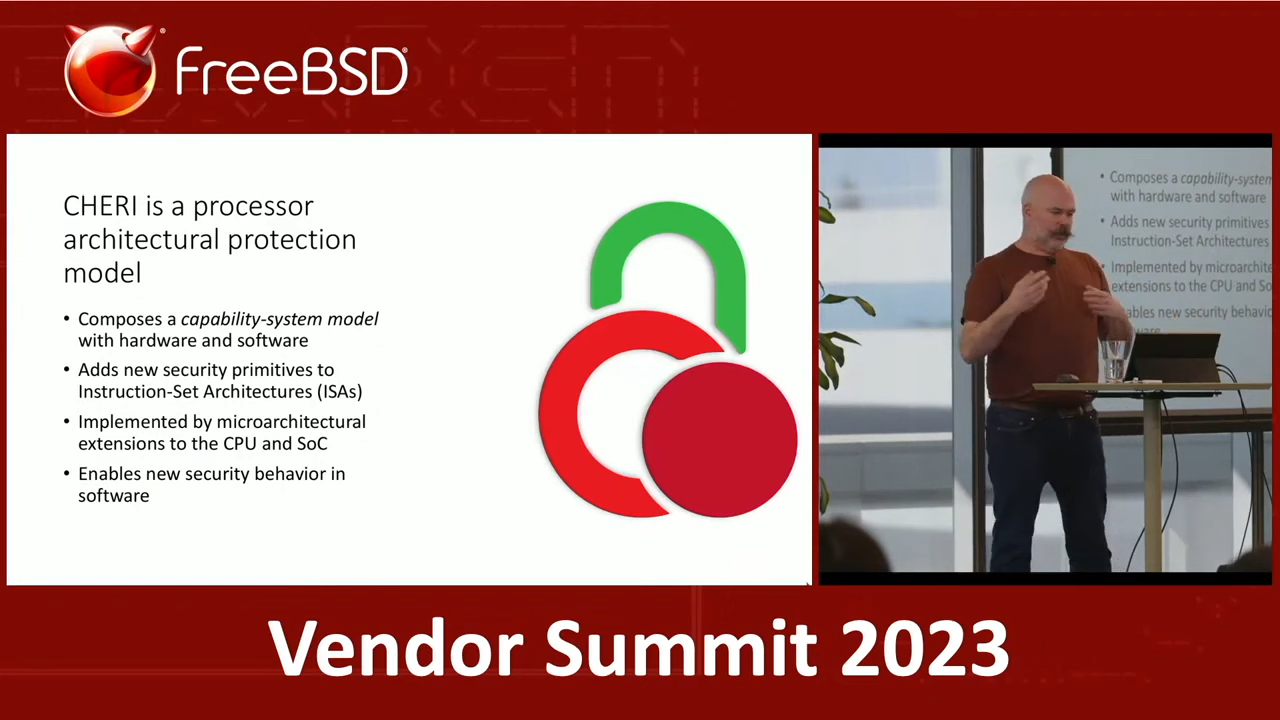 FreeBSD®
CHERI is a processor
architectural protection
model
• Composes a capability-system model
with hardware and software
• Adds new security primitives to
Instruction-Set Architectures (ISAs)
• Implemented by microarchitectural
extensions to the CPU and SoC
• Enables new security behavior in
software
• Composes a capability-system
with hardware and software
• Adds new security primitives
Instruction-Set Architectures
• Implemented by microarchite
extensions to the CPU and So
ables new security behavio
Vendor Summit 2023